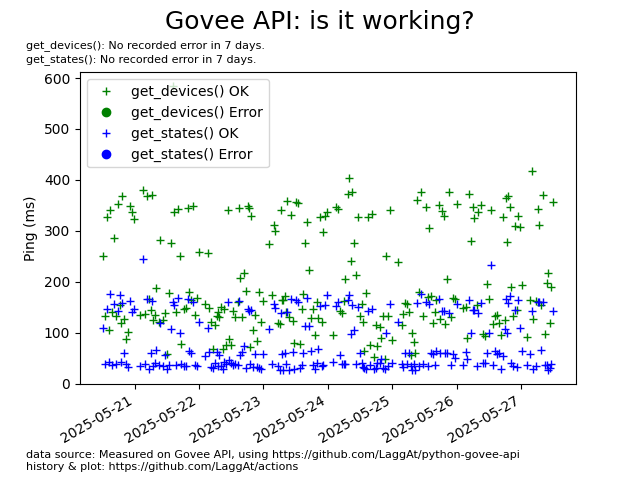 Govee API: is it working?
get_devices(): No recorded error in 7 days.
get_states(): No recorded error in 7 days.
600
500
400
300
200
100
0
Ping (ms)
get_devices() OK
get_devices() Error
get_states() OK
get_states() Error
2025-05-21
2025-05-22
2025-05-23
2025-05-24
2025-05-25
2025-05-26
2025-05-27
data source: Measured on Govee API, using https://github.com/LaggAt/python-govee-api
history & plot: https://github.com/LaggAt/actions